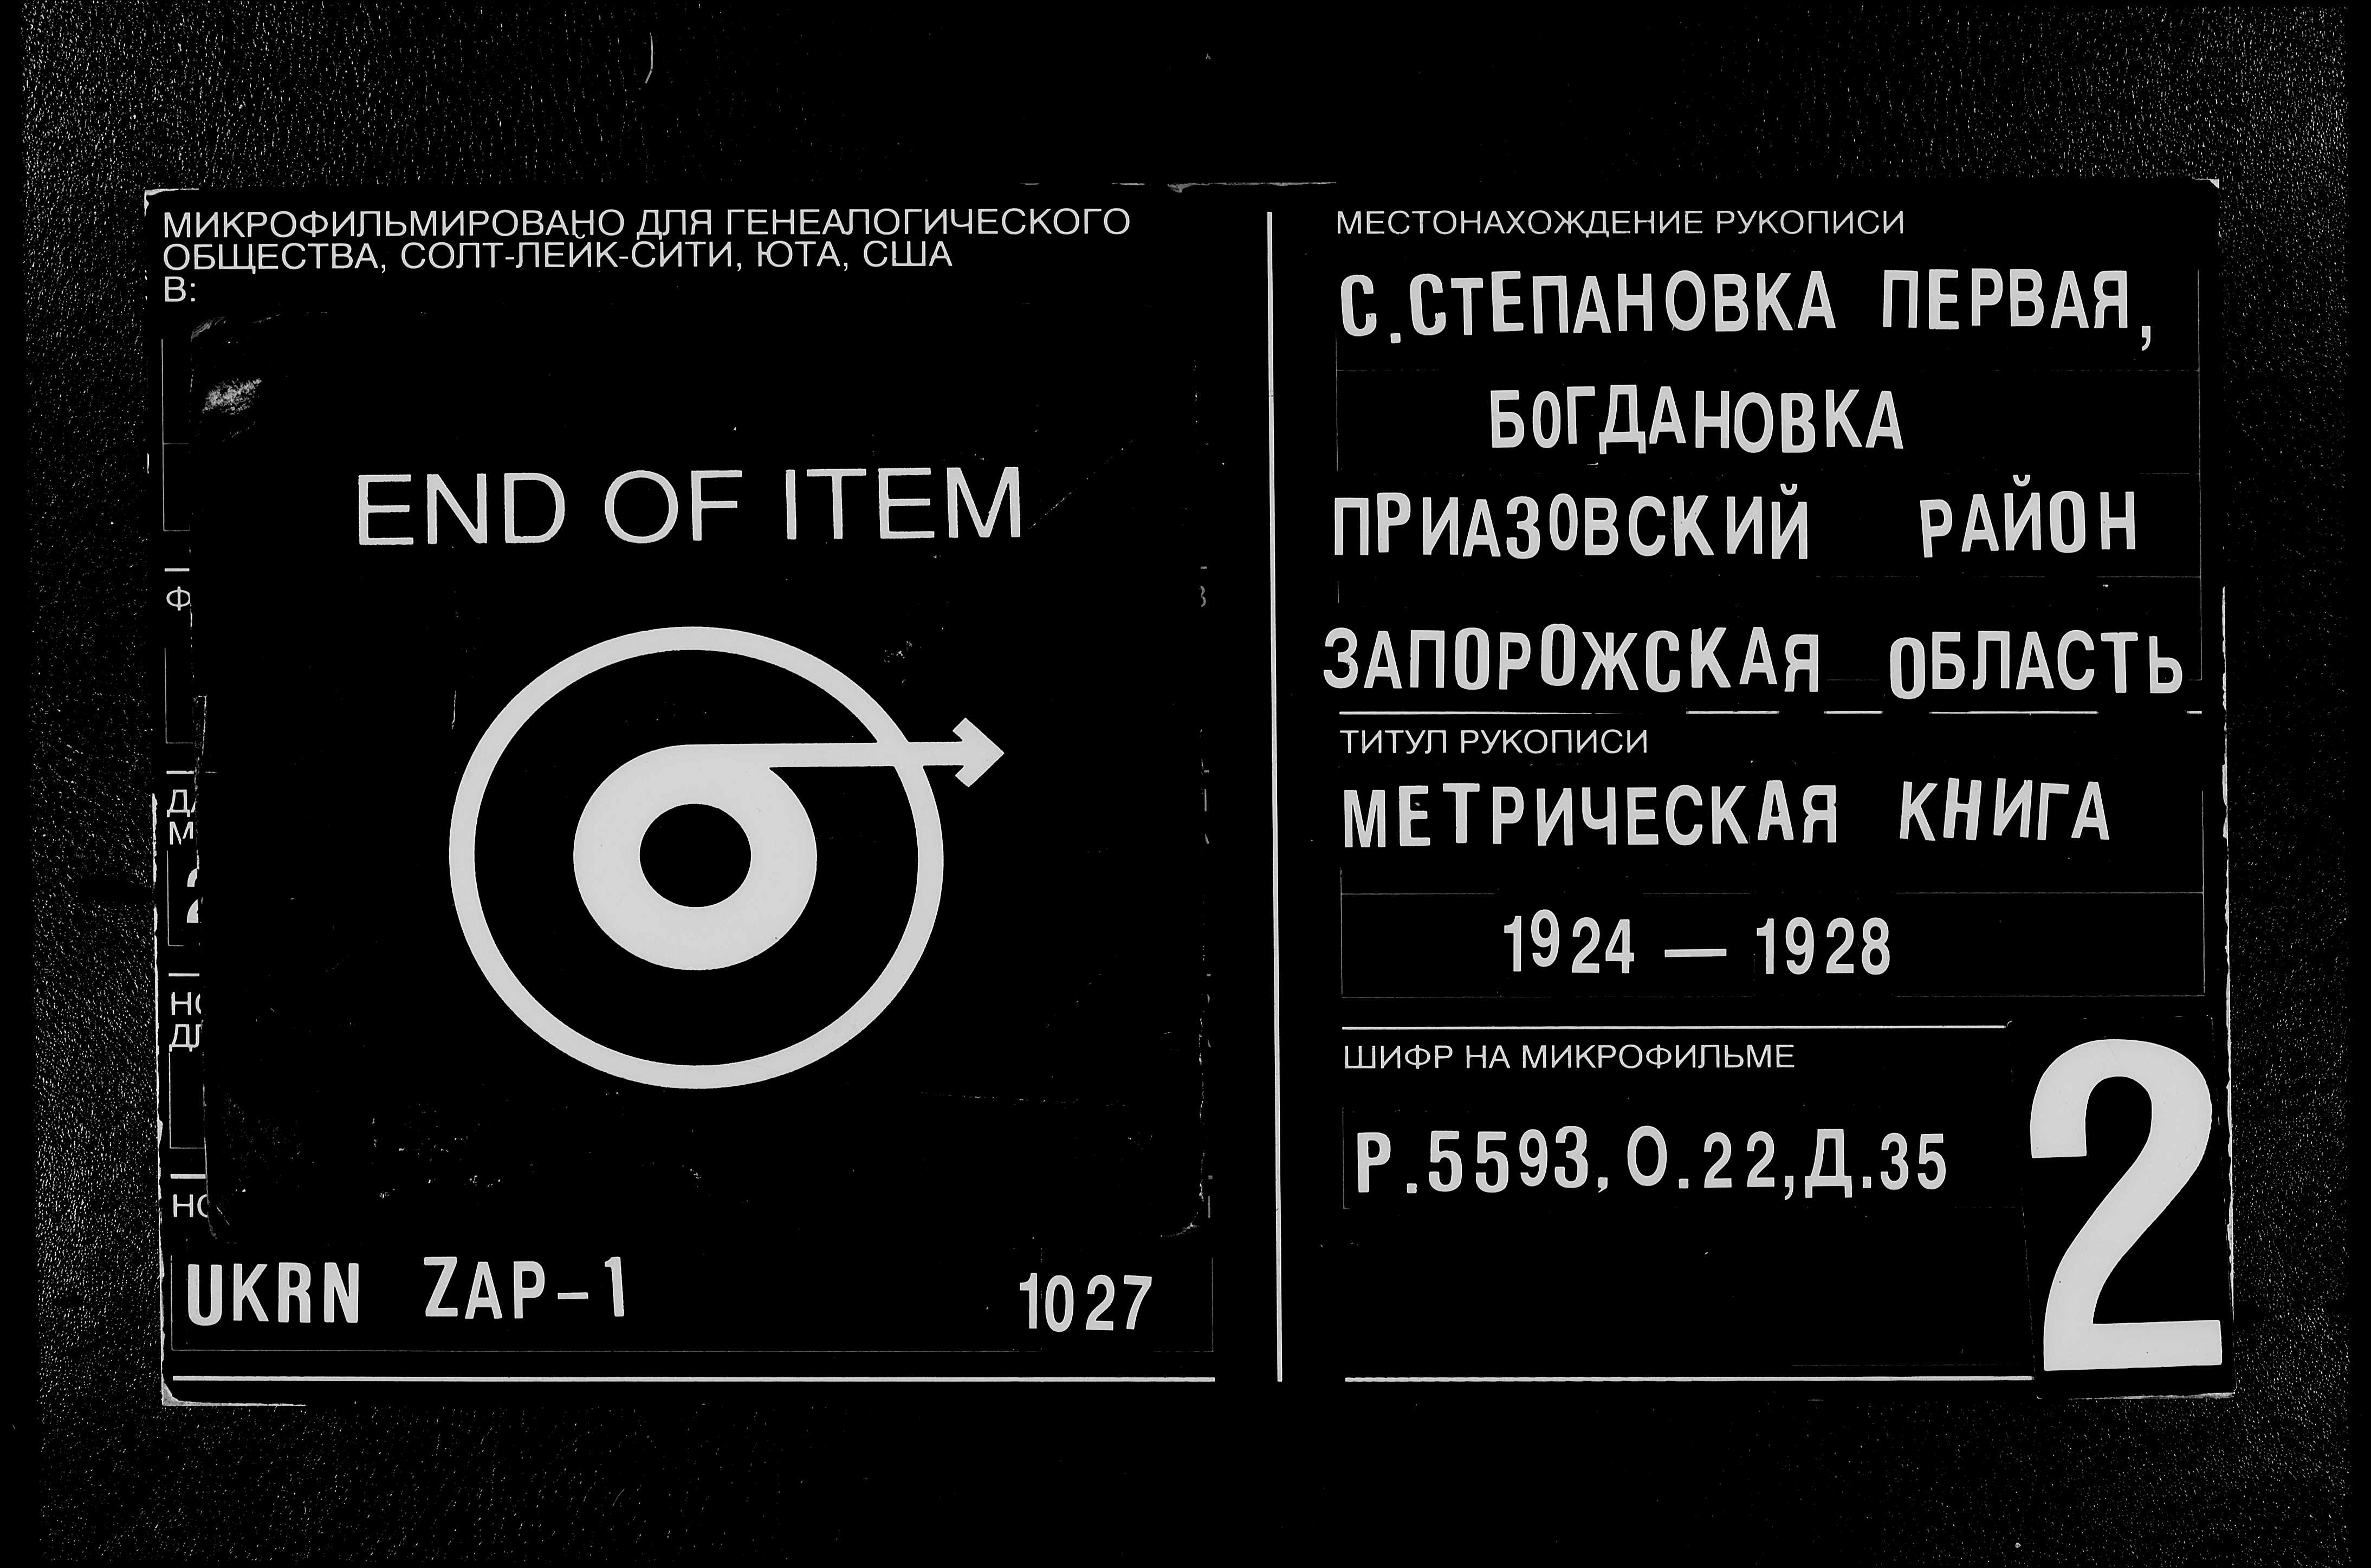 МИКРОФИЛЬМИРОВАНО ДЛЯ ГЕНЕАЛОГИЧЕСКОГО
ОБЩЕСТВА, СОЛТ-ЛЕЙК-СИТИ, ЮТА, США
В:
END OF ITEM
UKRN ZAP-1 1027
МЕСТОНАХОЖДЕНИЕ РУКОПИСИ
С.СТЕПАНОВКА ПЕРВАЯ,
БОГДАНОВКА
ПРИАЗОВСКИЙ РАЙОН
ЗАПОРОЖСКАЯ ОБЛАСТЬ
ТИТУЛ РУКОПИСИ
МЕТРИЧЕСКАЯ КНИГА
1924 — 1928
ШИФР НА МИКРОФИЛЬМЕ
Р.5593,О.22,Д.35
2